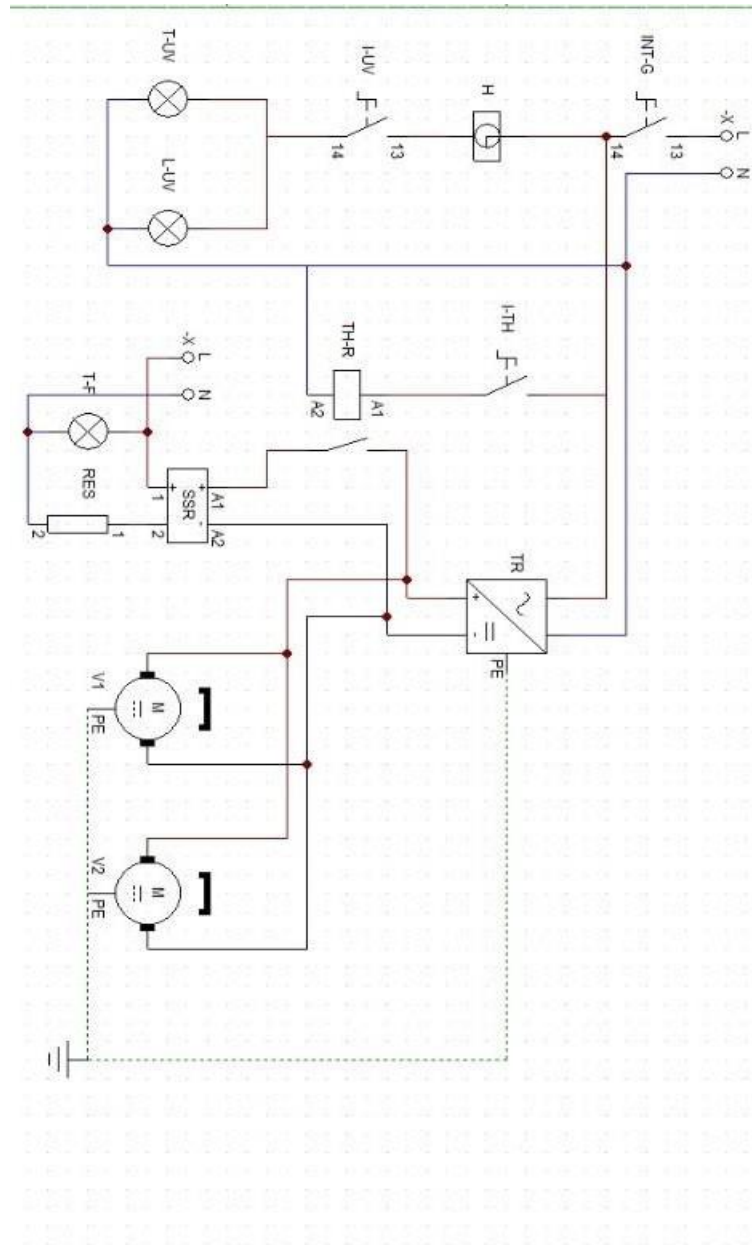 T-UV
I-UV
H
INT-G
-X
L
N
14
13
14
13
L-UV
TH-R
A2
A1
I-TH
-X
L
N
T-F
RES
2
1
1
2
+
-
SSR
A1
A2
TR
+
-
PE
V1
M
PE
V2
M
PE